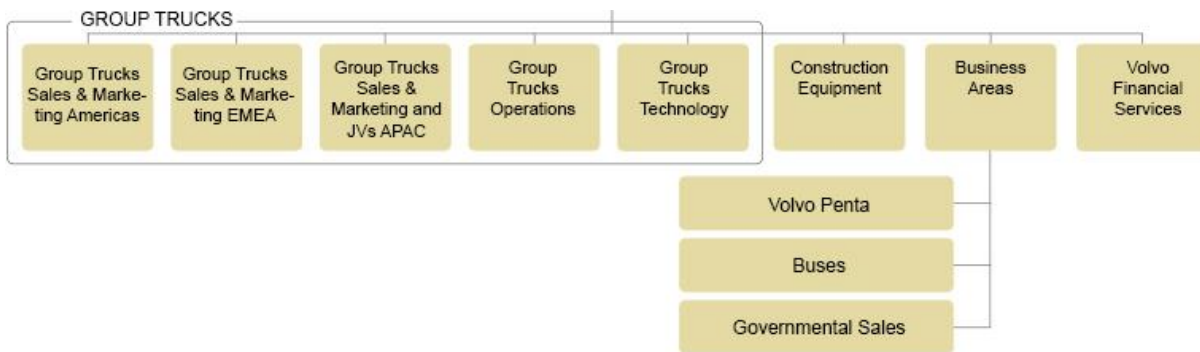 GROUP TRUCKS
Group Trucks
Sales & Marke-
ting Americas
Group Trucks
Sales & Marke-
ting EMEA
Group Trucks
Sales &
Marketing and
JVs APAC
Group
Trucks
Operations
Group
Trucks
Technology
Construction
Equipment
Business
Areas
Volvo
Financial
Services
Volvo Penta
Buses
Governmental Sales